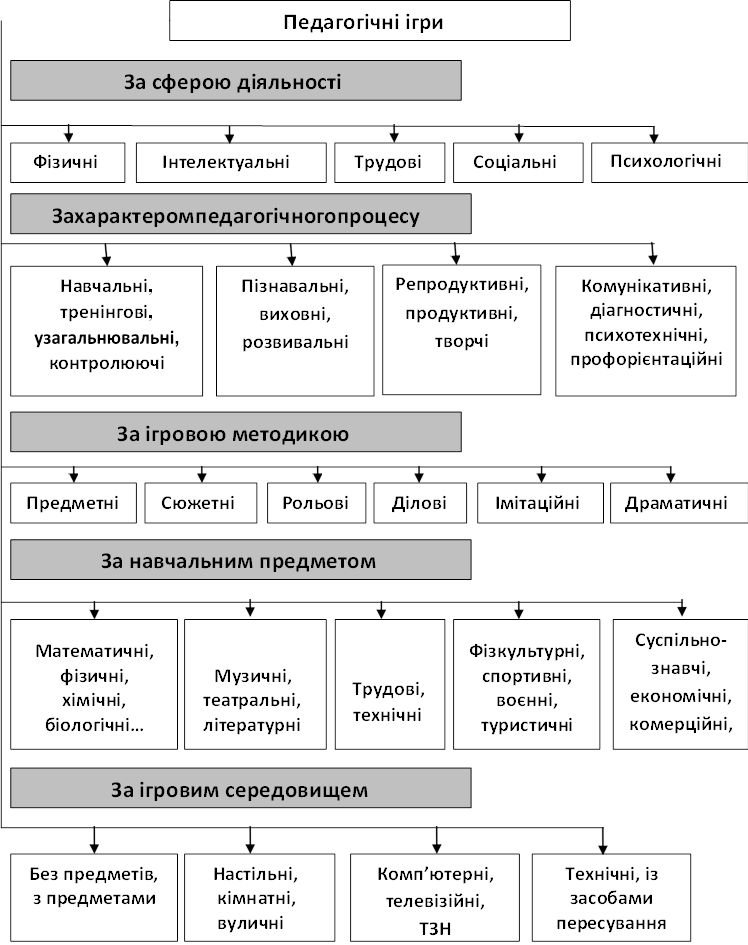 Педагогічні ігри
За сферою діяльності
Фізичні
Інтелектуальні
Трудові
Соціальні
Психологічні
Захарактеромпедагогічногопроцесу
Навчальні,
тренінгові,
узагальнювальні,
контролюючі
Пізнавальні,
виховні,
розвивальні
Репродуктивні,
продуктивні,
творчі
Комунікативні,
діагностичні,
психотехнічні,
профорієнтаційні
За ігровою методикою
Предметні
Сюжетні
Рольові
Ділові
Імітаційні
Драматичні
За навчальним предметом
Математичні,
фізичні,
хімічні,
біологічні...
Музичні,
театральні,
літературні
Трудові,
технічні
Фізкультурні,
спортивні,
воєнні,
туристичні
Суспільно-
знавчі,
економічні,
комерційні,
За ігровим середовищем
Без предметів,
з предметами
Настільні,
кімнатні,
вуличні
Комп’ютерні,
телевізійні,
ТЗН
Технічні, із
засобами
пересування